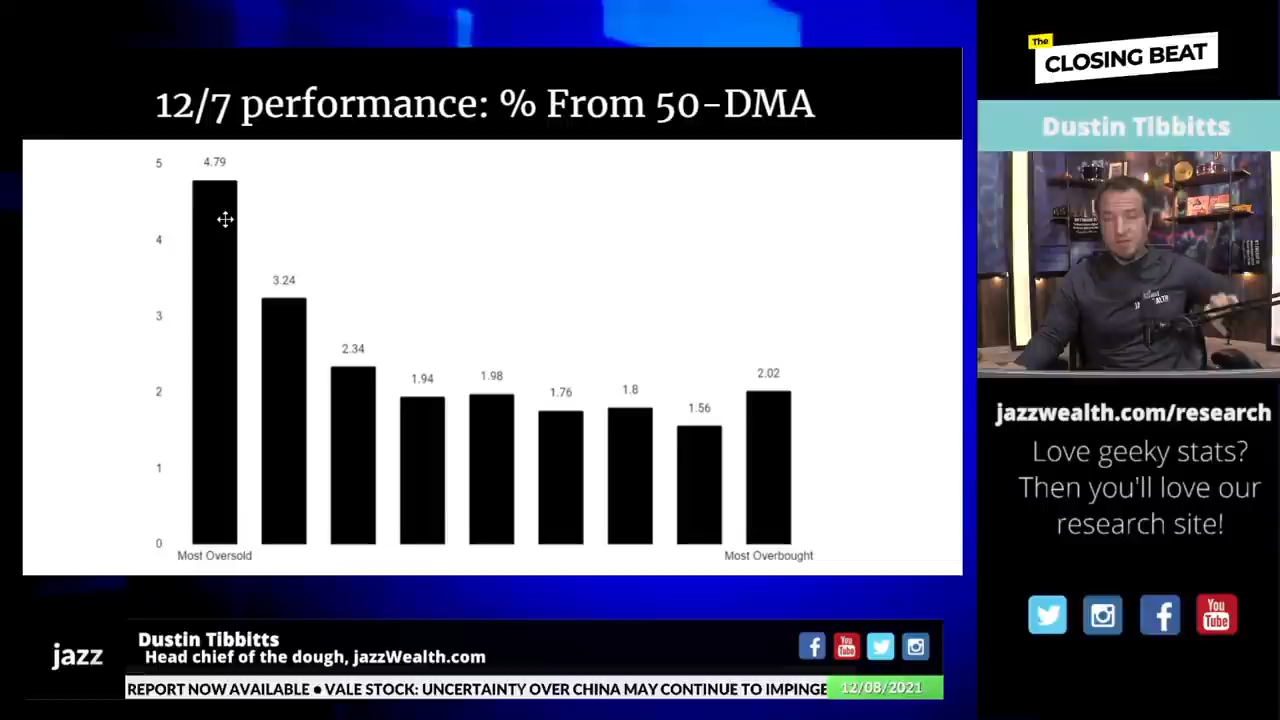 The
CLOSING BEAT
12/7 performance: % From 50-DMA
Dustin Tibbitts
5
4
3
2
1
0
4.79
3.24
2.34
1.94
1.98
1.76
1.8
1.56
2.02
Most Oversold
Most Overbought
jazzwealth.com/research
Love geeky stats?
Then you'll love our
research site!
You
Tube
jazz
Dustin Tibbitts
Head chief of the dough, jazzWealth.com
You
Tube
REPORT NOW AVAILABLE ● VALE STOCK: UNCERTAINTY OVER CHINA MAY CONTINUE TO IMPINGE
12/08/2021